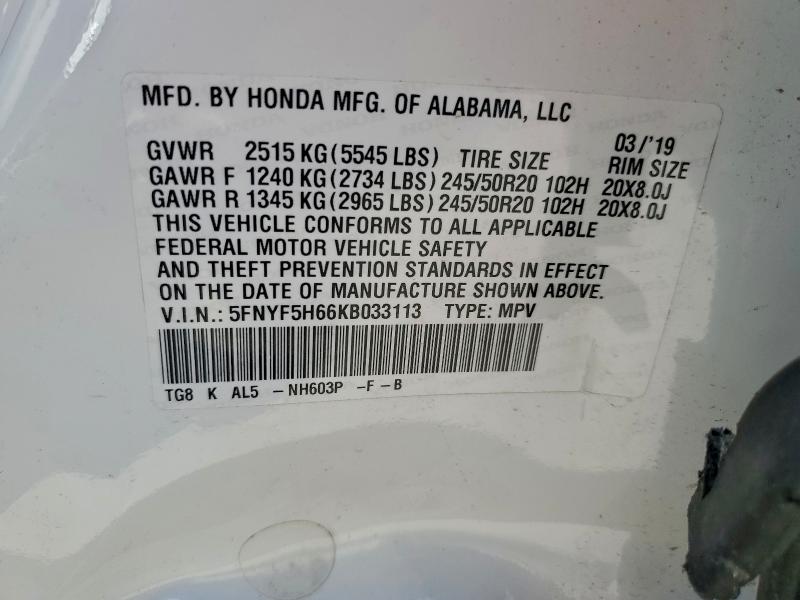 MFD. BY HONDA MFG. OF ALABAMA, LLC
03/'19
GVWR 2515 KG (5545 LBS) TIRE SIZE RIM SIZE
GAWR F 1240 KG (2734 LBS) 245/50R20 102H 20X8.0J
GAWR R 1345 KG (2965 LBS) 245/50R20 102H 20X8.0J
THIS VEHICLE CONFORMS TO ALL APPLICABLE
FEDERAL MOTOR VEHICLE SAFETY
AND THEFT PREVENTION STANDARDS IN EFFECT
ON THE DATE OF MANUFACTURE SHOWN ABOVE.
V.I.N.: 5FNYF5H66KB033113 TYPE: MPV
TG8 K AL5 -NH603P -F-B